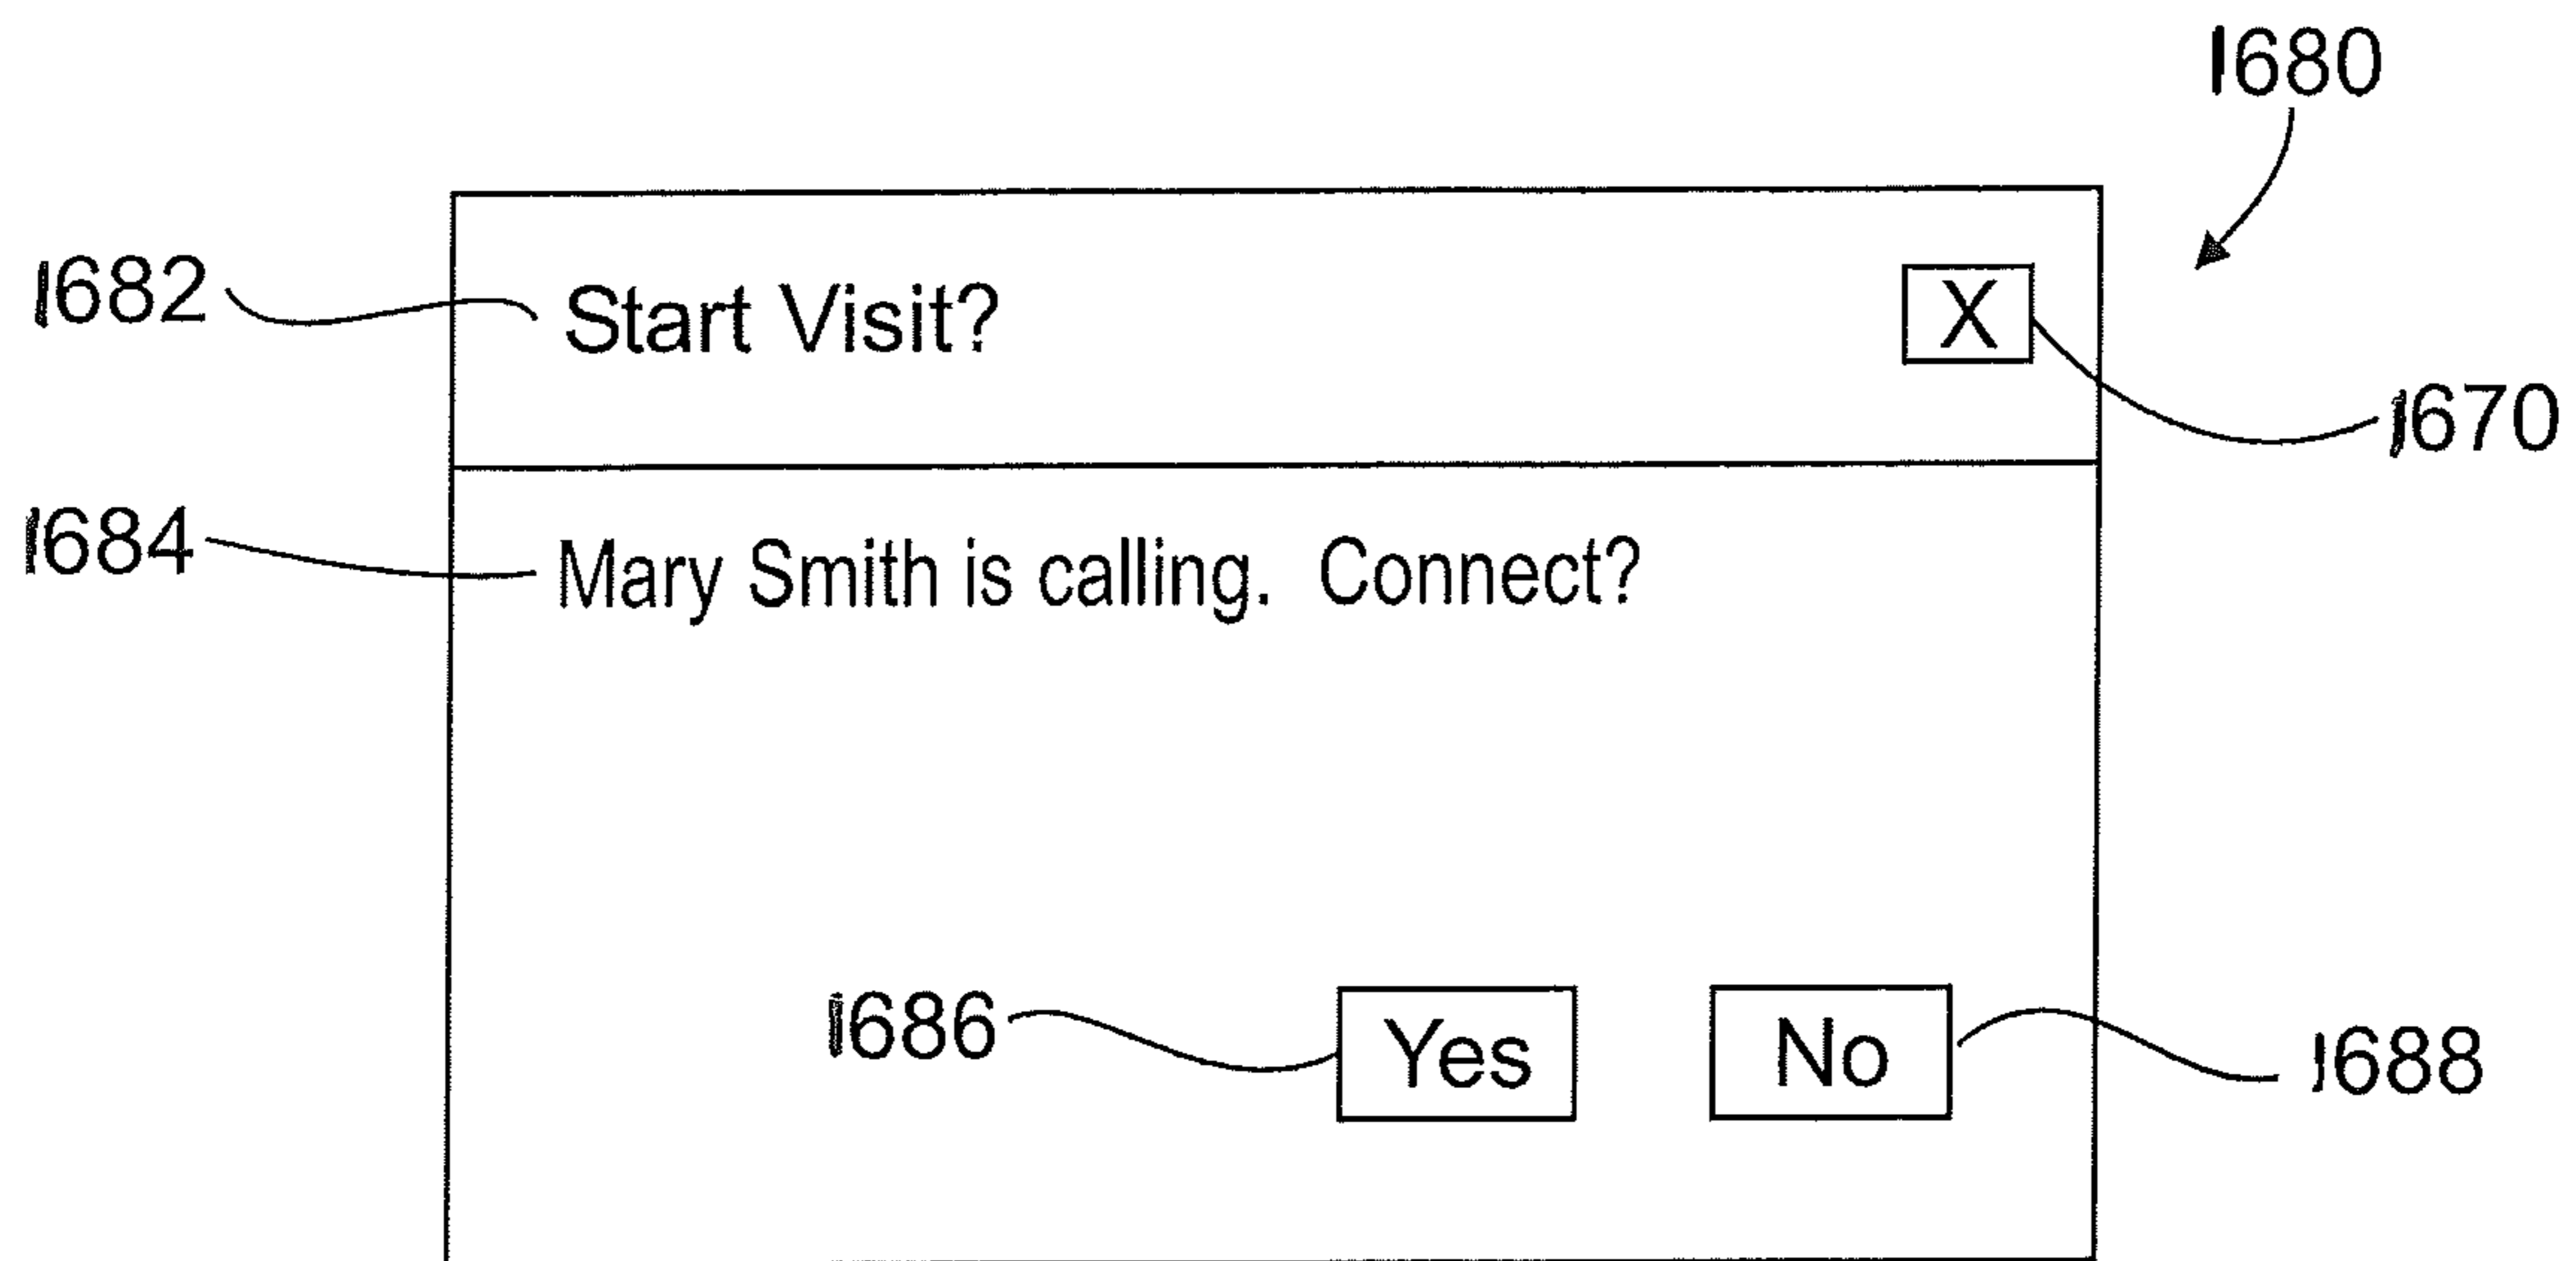 1680
1682 Start Visit? X
1670
1684 Mary Smith is calling. Connect?
1686 Yes No 1688